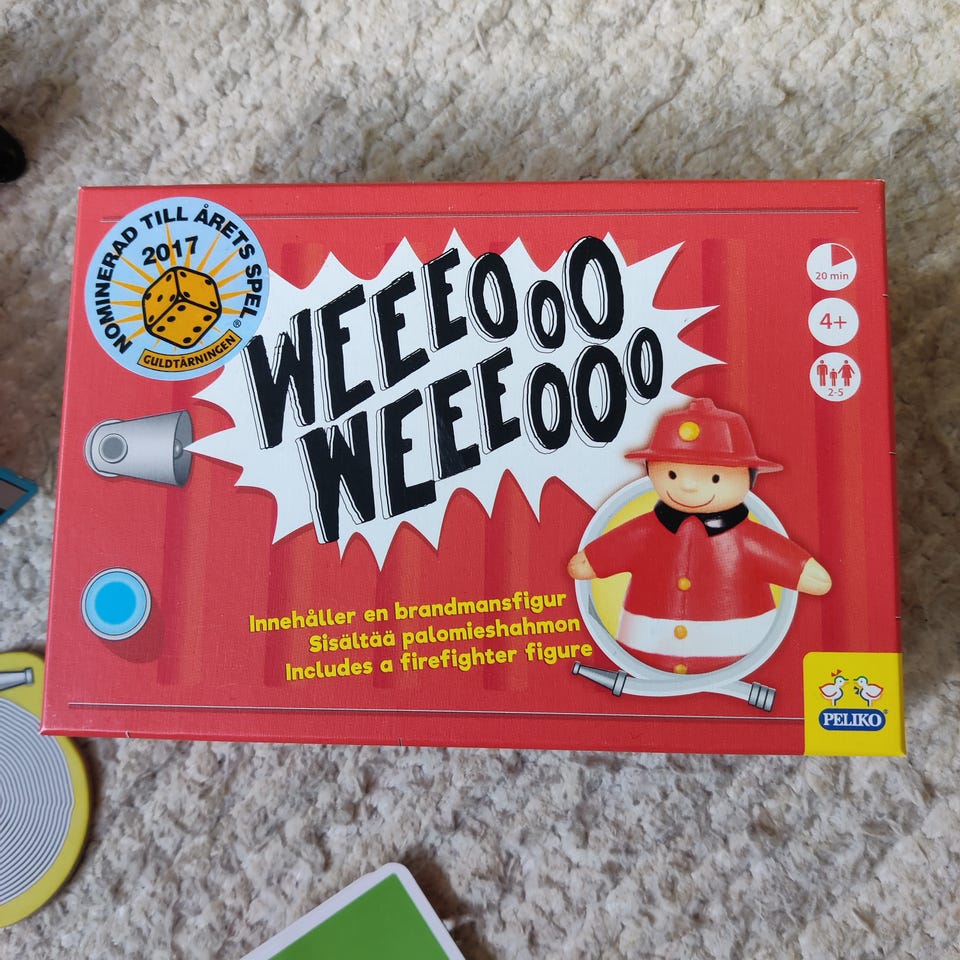 NOMINERAD TILL ÅRETS SPEL
2017
GULDTÄRNINGEN
®
WEEEOOO
WEEEOOOO
20 min
4+
2-5
Innehåller en brandmansfigur
Sisältää palomieshahmon
Includes a firefighter figure
PELIKO®